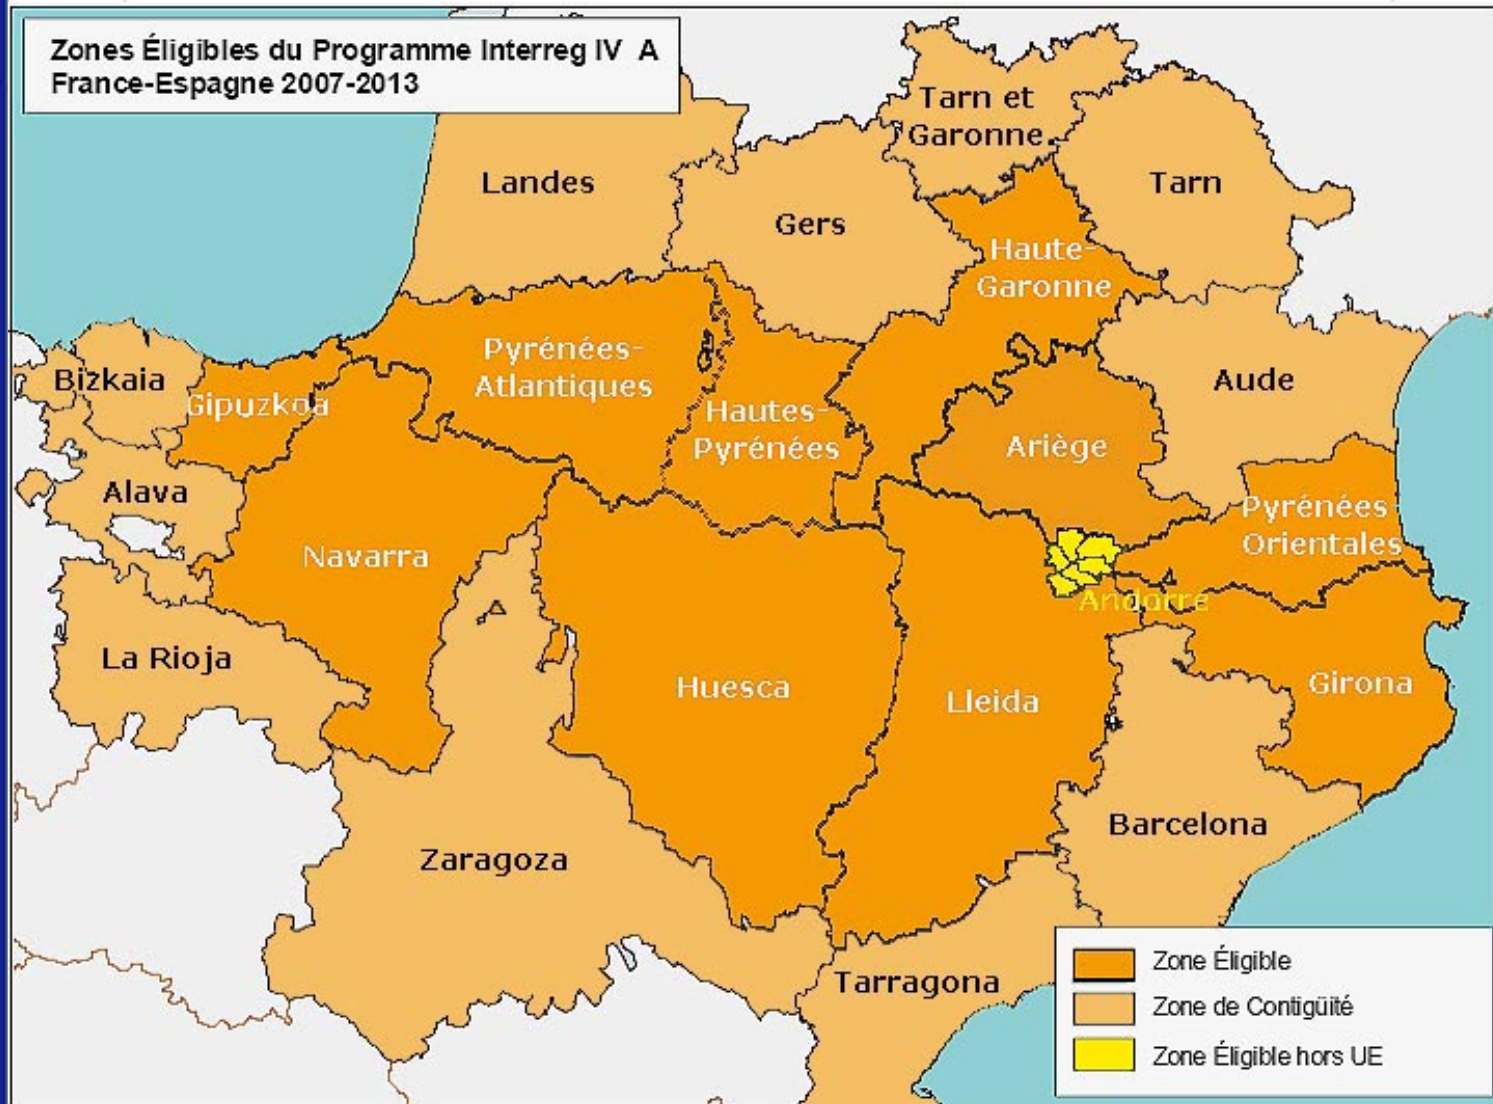 Zones Éligibles du Programme Interreg IV A
France-Espagne 2007-2013
Tarn et
Garonne
Landes
Tarn
Gers
Haute-
Garonne
Pyrénées-
Atlantiques
Bizkaia
Gipuzkoa
Aude
Hautes-
Pyrénées
Ariège
Alava
Pyrénées-
Orientales
Navarra
Andorre
La Rioja
Huesca
Lleida
Girona
Barcelona
Zaragoza
Tarragona
Zone Éligible
Zone de Contigüité
Zone Éligible hors UE